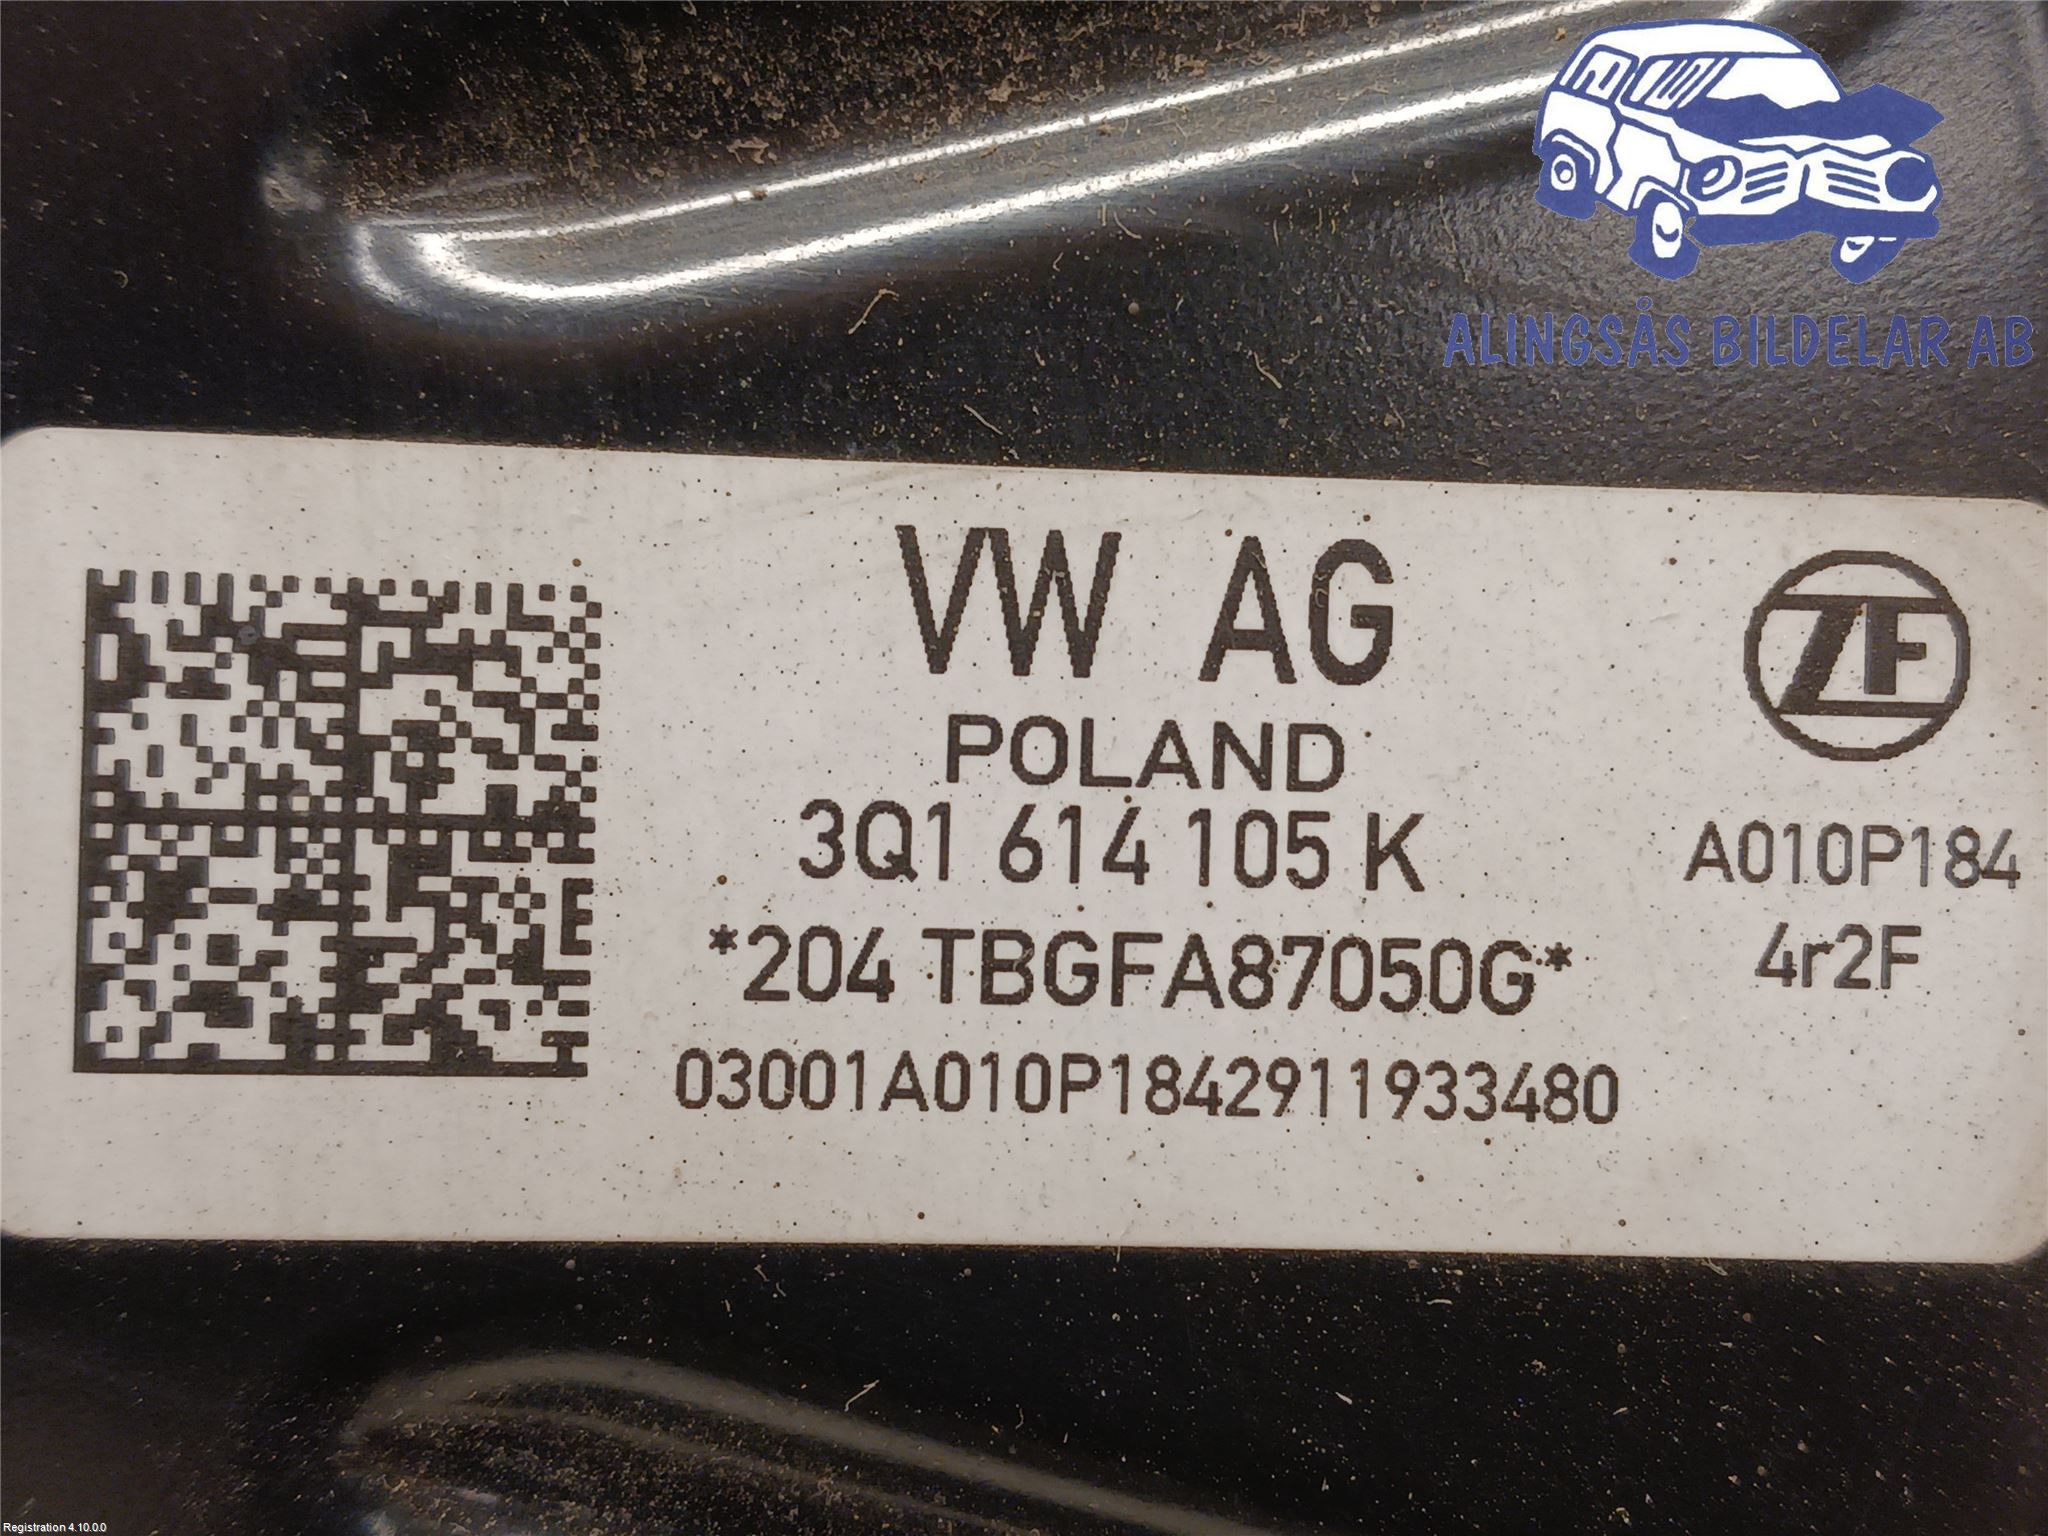 ALINGSÅS BILDELAR AB
VW AG
ZF
POLAND
3Q1 614 105 K
A010P184
*204 TBGFA87050G*
4r2F
03001A010P1842911933480
Registration 4.10.0.0